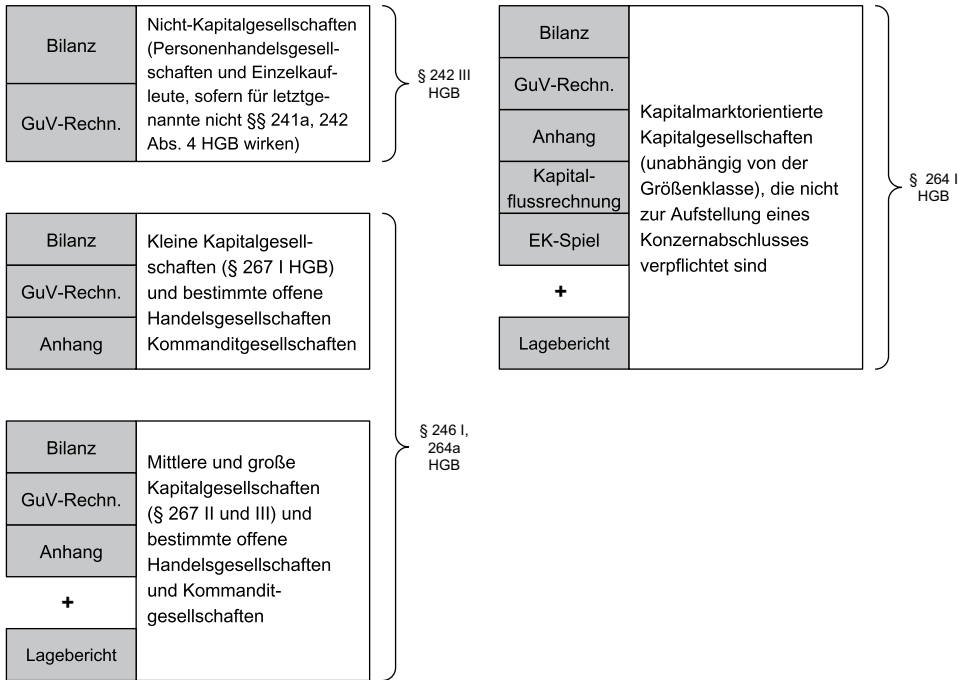 Bilanz
GuV-Rechn.
Nicht-Kapitalgesellschaften
(Personenhandelsgesell-
schaften und Einzelkauf-
leute, sofern für letztge-
nannte nicht §§ 241a, 242
Abs. 4 HGB wirken)
§ 242 III
HGB
Bilanz
GuV-Rechn.
Anhang
Kleine Kapitalgesell-
schaften (§ 267 I HGB)
und bestimmte offene
Handelsgesellschaften
Kommanditgesellschaften
Bilanz
GuV-Rechn.
Anhang
+
Lagebericht
Mittlere und große
Kapitalgesellschaften
(§ 267 II und III) und
bestimmte offene
Handelsgesellschaften
und Kommandit-
gesellschaften
§ 246 I,
264a
HGB
Bilanz
GuV-Rechn.
Anhang
Kapital-
flussrechnung
EK-Spiel
+
Lagebericht
Kapitalmarktorientierte
Kapitalgesellschaften
(unabhängig von der
Größenklasse), die nicht
zur Aufstellung eines
Konzernabschlusses
verpflichtet sind
§ 264 I
HGB